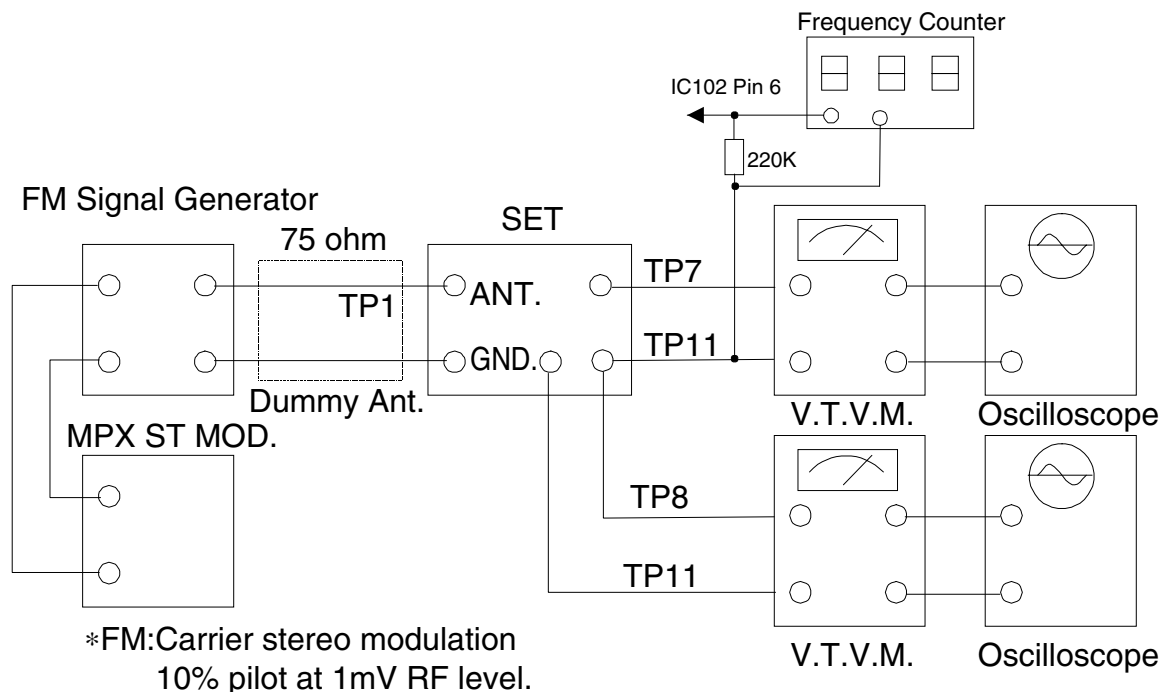 Frequency Counter
IC102 Pin 6
220K
FM Signal Generator
75 ohm
SET
TP7
TP1
ANT.
TP11
GND.
Dummy Ant.
V.T.V.M.
Oscilloscope
MPX ST MOD.
TP8
TP11
V.T.V.M.
Oscilloscope
*FM:Carrier stereo modulation
10% pilot at 1mV RF level.